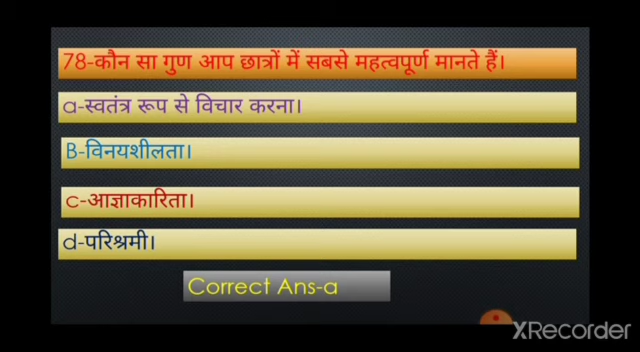 78-कौन सा गुण आप छात्रों में सबसे महत्वपूर्ण मानते हैं।
a-स्वतंत्र रूप से विचार करना।
B-विनयशीलता।
c-आज्ञाकारिता।
d-परिश्रमी।
Correct Ans-a
XRecorder